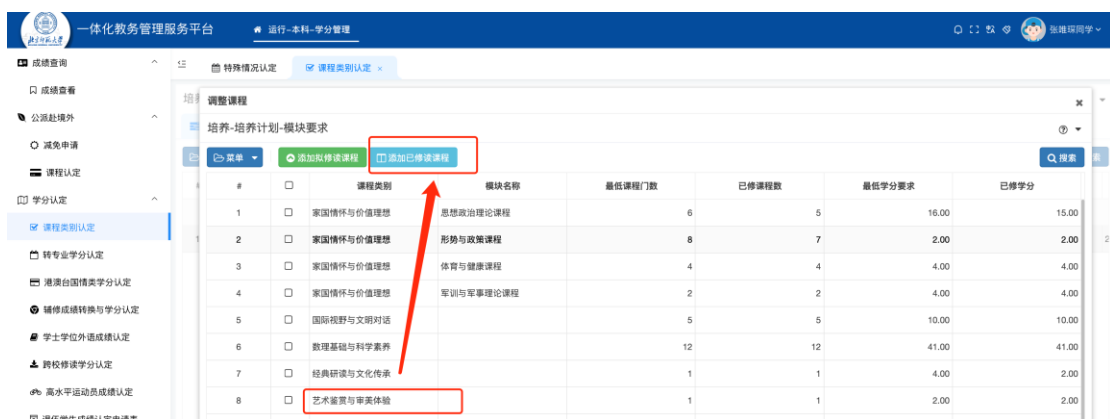 一体化教务管理服务平台
运行-本科-学分管理
张雎琛同学
成绩查询
成绩查看
公派赴境外
减免申请
课程认定
学分认定
课程类别认定
转专业学分认定
港澳台国情类学分认定
辅修成绩转换与学分认定
学士学位外语成绩认定
跨校修读学分认定
高水平运动员成绩认定
特殊情况认定
课程类别认定 ×
调整课程
培养-培养计划-模块要求
菜单
添加拟修读课程
添加已修读课程
搜索
# 课程类别 模块名称 最低课程门数 已修课程数 最低学分要求 已修学分
1 家国情怀与价值理想 思想政治理论课程 6 5 16.00 15.00
2 家国情怀与价值理想 形势与政策课程 8 7 2.00 2.00
3 家国情怀与价值理想 体育与健康课程 4 4 4.00 4.00
4 家国情怀与价值理想 军训与军事理论课程 2 2 4.00 4.00
5 国际视野与文明对话 5 5 10.00 10.00
6 数理基础与科学素养 12 12 41.00 41.00
7 经典研读与文化传承 1 1 4.00 2.00
8 艺术鉴赏与审美体验 1 1 2.00 2.00